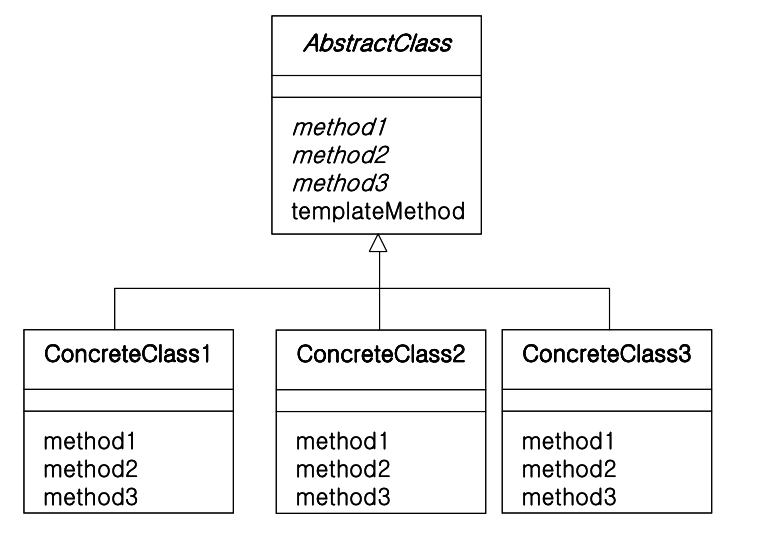 AbstractClass
method1
method2
method3
templateMethod
ConcreteClass1
method1
method2
method3
ConcreteClass2
method1
method2
method3
ConcreteClass3
method1
method2
method3